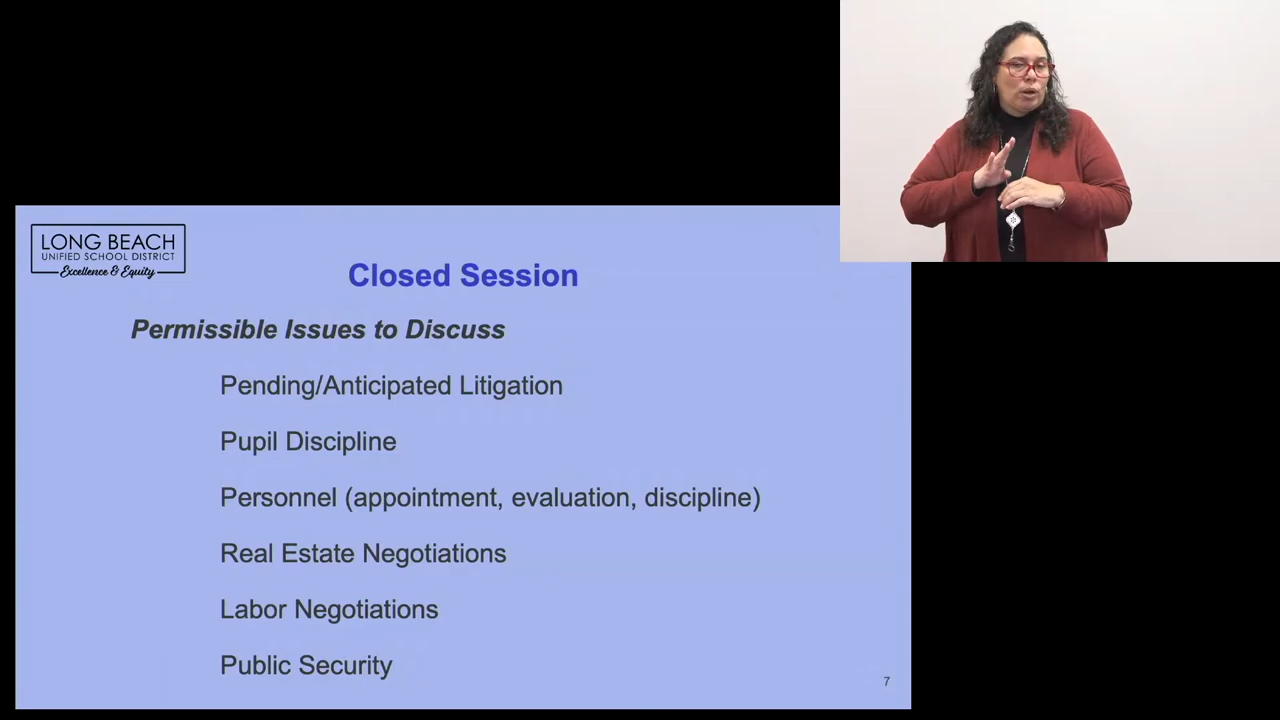 LONG BEACH
UNIFIED SCHOOL DISTRICT
Excellence & Equity
Closed Session
Permissible Issues to Discuss
Pending/Anticipated Litigation
Pupil Discipline
Personnel (appointment, evaluation, discipline)
Real Estate Negotiations
Labor Negotiations
Public Security
7